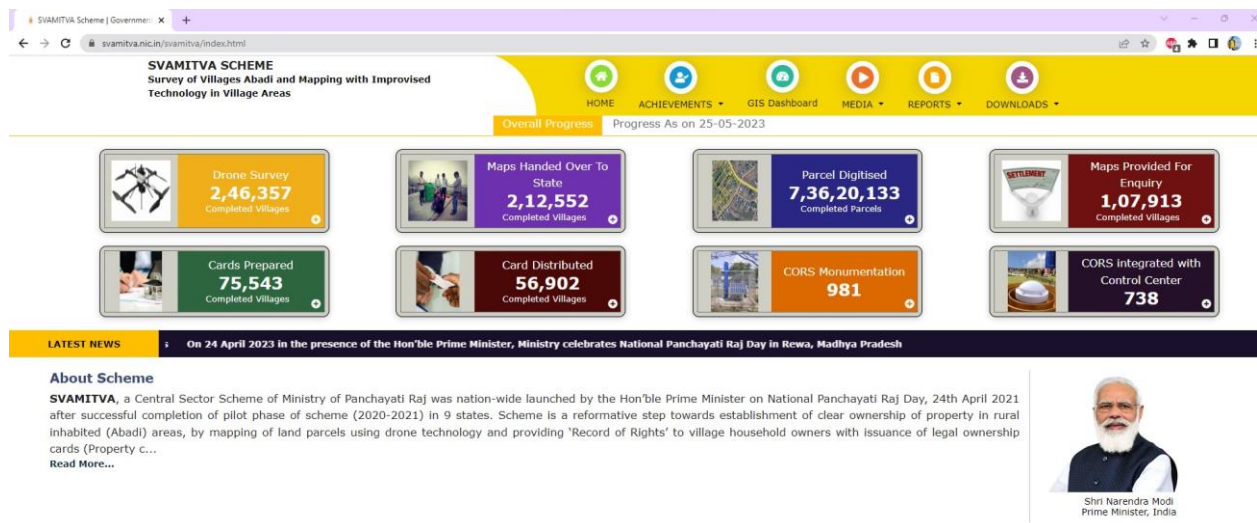 SVAMITVA Scheme | Governmen
svamitva.nic.in/svamitva/index.html
SVAMITVA SCHEME
Survey of Villages Abadi and Mapping with Improvised
Technology in Village Areas
HOME
ACHIEVEMENTS
GIS Dashboard
MEDIA
REPORTS
DOWNLOADS
Overall Progress Progress As on 25-05-2023
Drone Survey
2,46,357
Completed Villages
Maps Handed Over To
State
2,12,552
Completed Villages
Parcel Digitised
7,36,20,133
Completed Parcels
SETTLEMENT
Maps Provided For
Enquiry
1,07,913
Completed Villages
Cards Prepared
75,543
Completed Villages
Card Distributed
56,902
Completed Villages
CORS Monumentation
981
CORS integrated with
Control Center
738
LATEST NEWS s On 24 April 2023 in the presence of the Hon'ble Prime Minister, Ministry celebrates National Panchayati Raj Day in Rewa, Madhya Pradesh
About Scheme
SVAMITVA, a Central Sector Scheme of Ministry of Panchayati Raj was nation-wide launched by the Hon'ble Prime Minister on National Panchayati Raj Day, 24th April 2021
after successful completion of pilot phase of scheme (2020-2021) in 9 states. Scheme is a reformative step towards establishment of clear ownership of property in rural
inhabited (Abadi) areas, by mapping of land parcels using drone technology and providing 'Record of Rights' to village household owners with issuance of legal ownership
cards (Property c...
Read More...
Shri Narendra Modi
Prime Minister, India